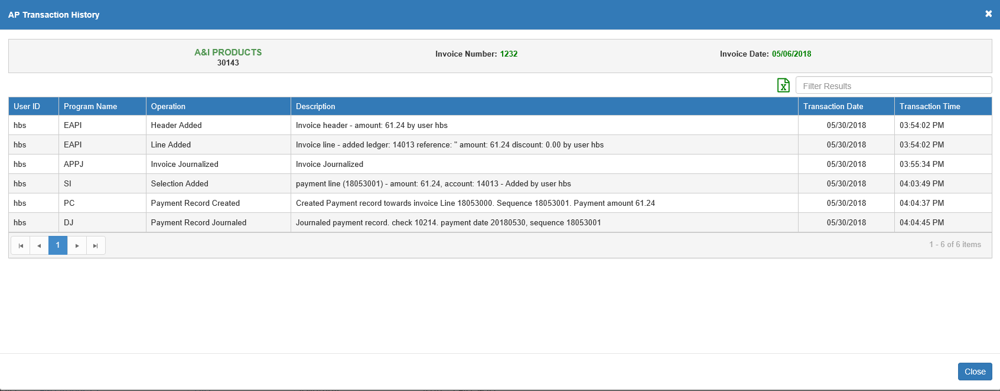 AP Transaction History
A&I PRODUCTS
30143
Invoice Number: 1232
Invoice Date: 05/06/2018
Filter Results
User ID Program Name Operation Description Transaction Date Transaction Time
hbs EAPI Header Added Invoice header - amount: 61.24 by user hbs 05/30/2018 03:54:02 PM
hbs EAPI Line Added Invoice line - added ledger: 14013 reference: '' amount: 61.24 discount: 0.00 by user hbs 05/30/2018 03:54:02 PM
hbs APPJ Invoice Journalized Invoice Journalized 05/30/2018 03:55:34 PM
hbs SI Selection Added payment line (18053001) - amount: 61.24, account: 14013 - Added by user hbs 05/30/2018 04:03:49 PM
hbs PC Payment Record Created Created Payment record towards invoice Line 18053000. Sequence 18053001. Payment amount 61.24 05/30/2018 04:04:37 PM
hbs DJ Payment Record Journaled Journaled payment record. check 10214. payment date 20180530, sequence 18053001 05/30/2018 04:04:45 PM
1
1 - 6 of 6 items
Close